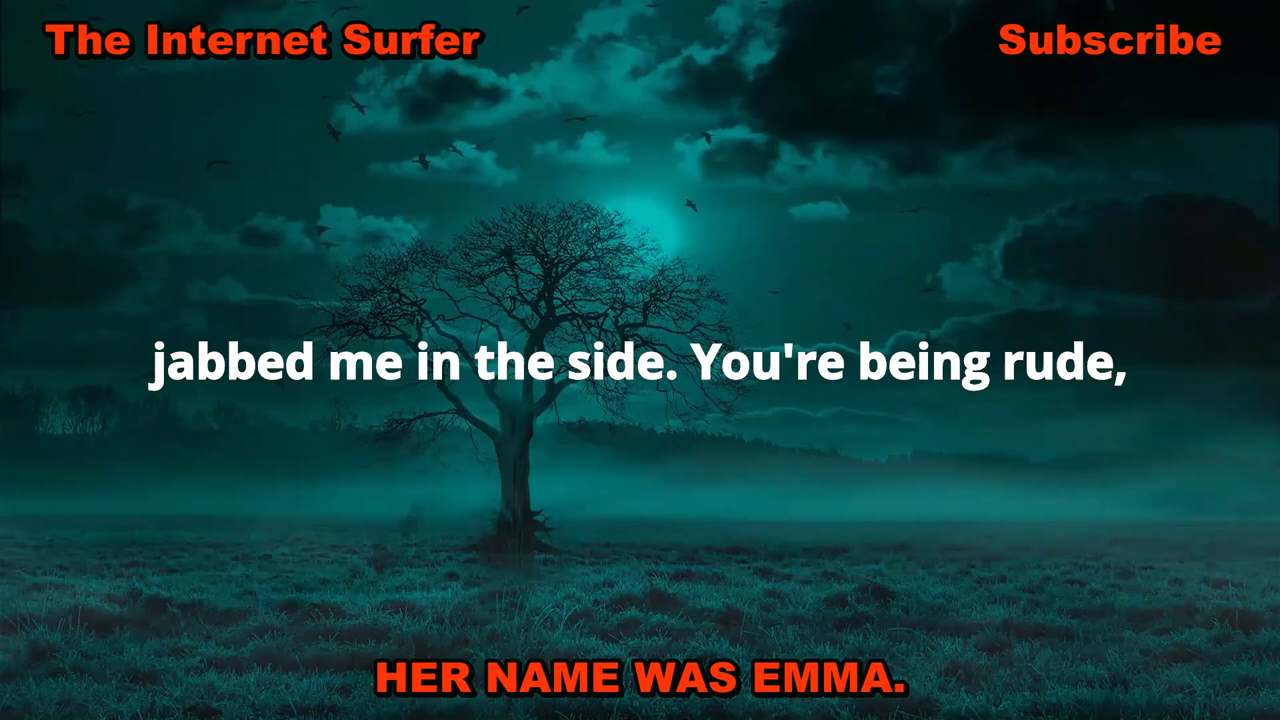 The Internet Surfer
Subscribe
jabbed me in the side. You're being rude,
HER NAME WAS EMMA.